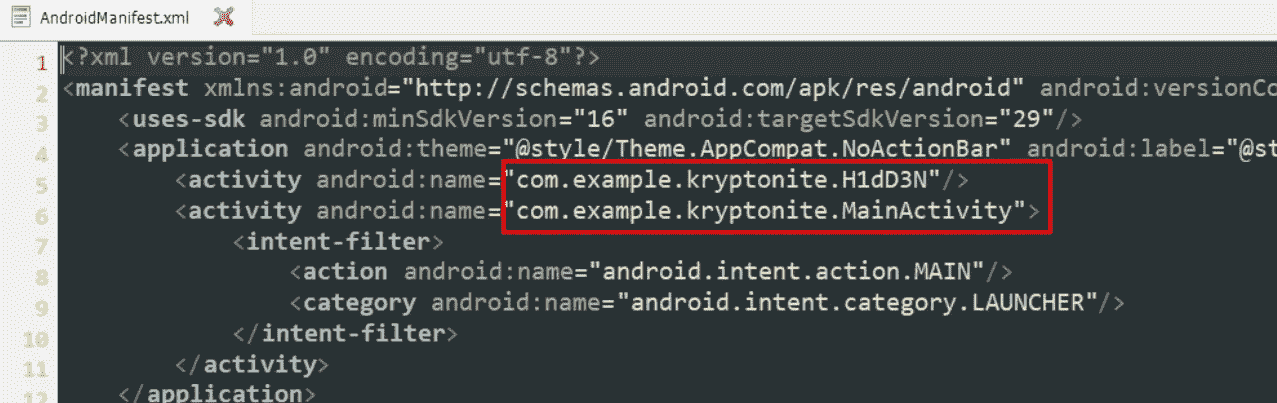 AndroidManifest.xml
1 <?xml version="1.0" encoding="utf-8"?>
2 <manifest xmlns:android="http://schemas.android.com/apk/res/android" android:versionCo
3 <uses-sdk android:minSdkVersion="16" android:targetSdkVersion="29"/>
4 <application android:theme="@style/Theme.AppCompat.NoActionBar" android:label="@st
5 <activity android:name="com.example.kryptonite.H1dD3N"/>
6 <activity android:name="com.example.kryptonite.MainActivity">
7 <intent-filter>
8 <action android:name="android.intent.action.MAIN"/>
9 <category android:name="android.intent.category.LAUNCHER"/>
10 </intent-filter>
11 </activity>
12 </application>